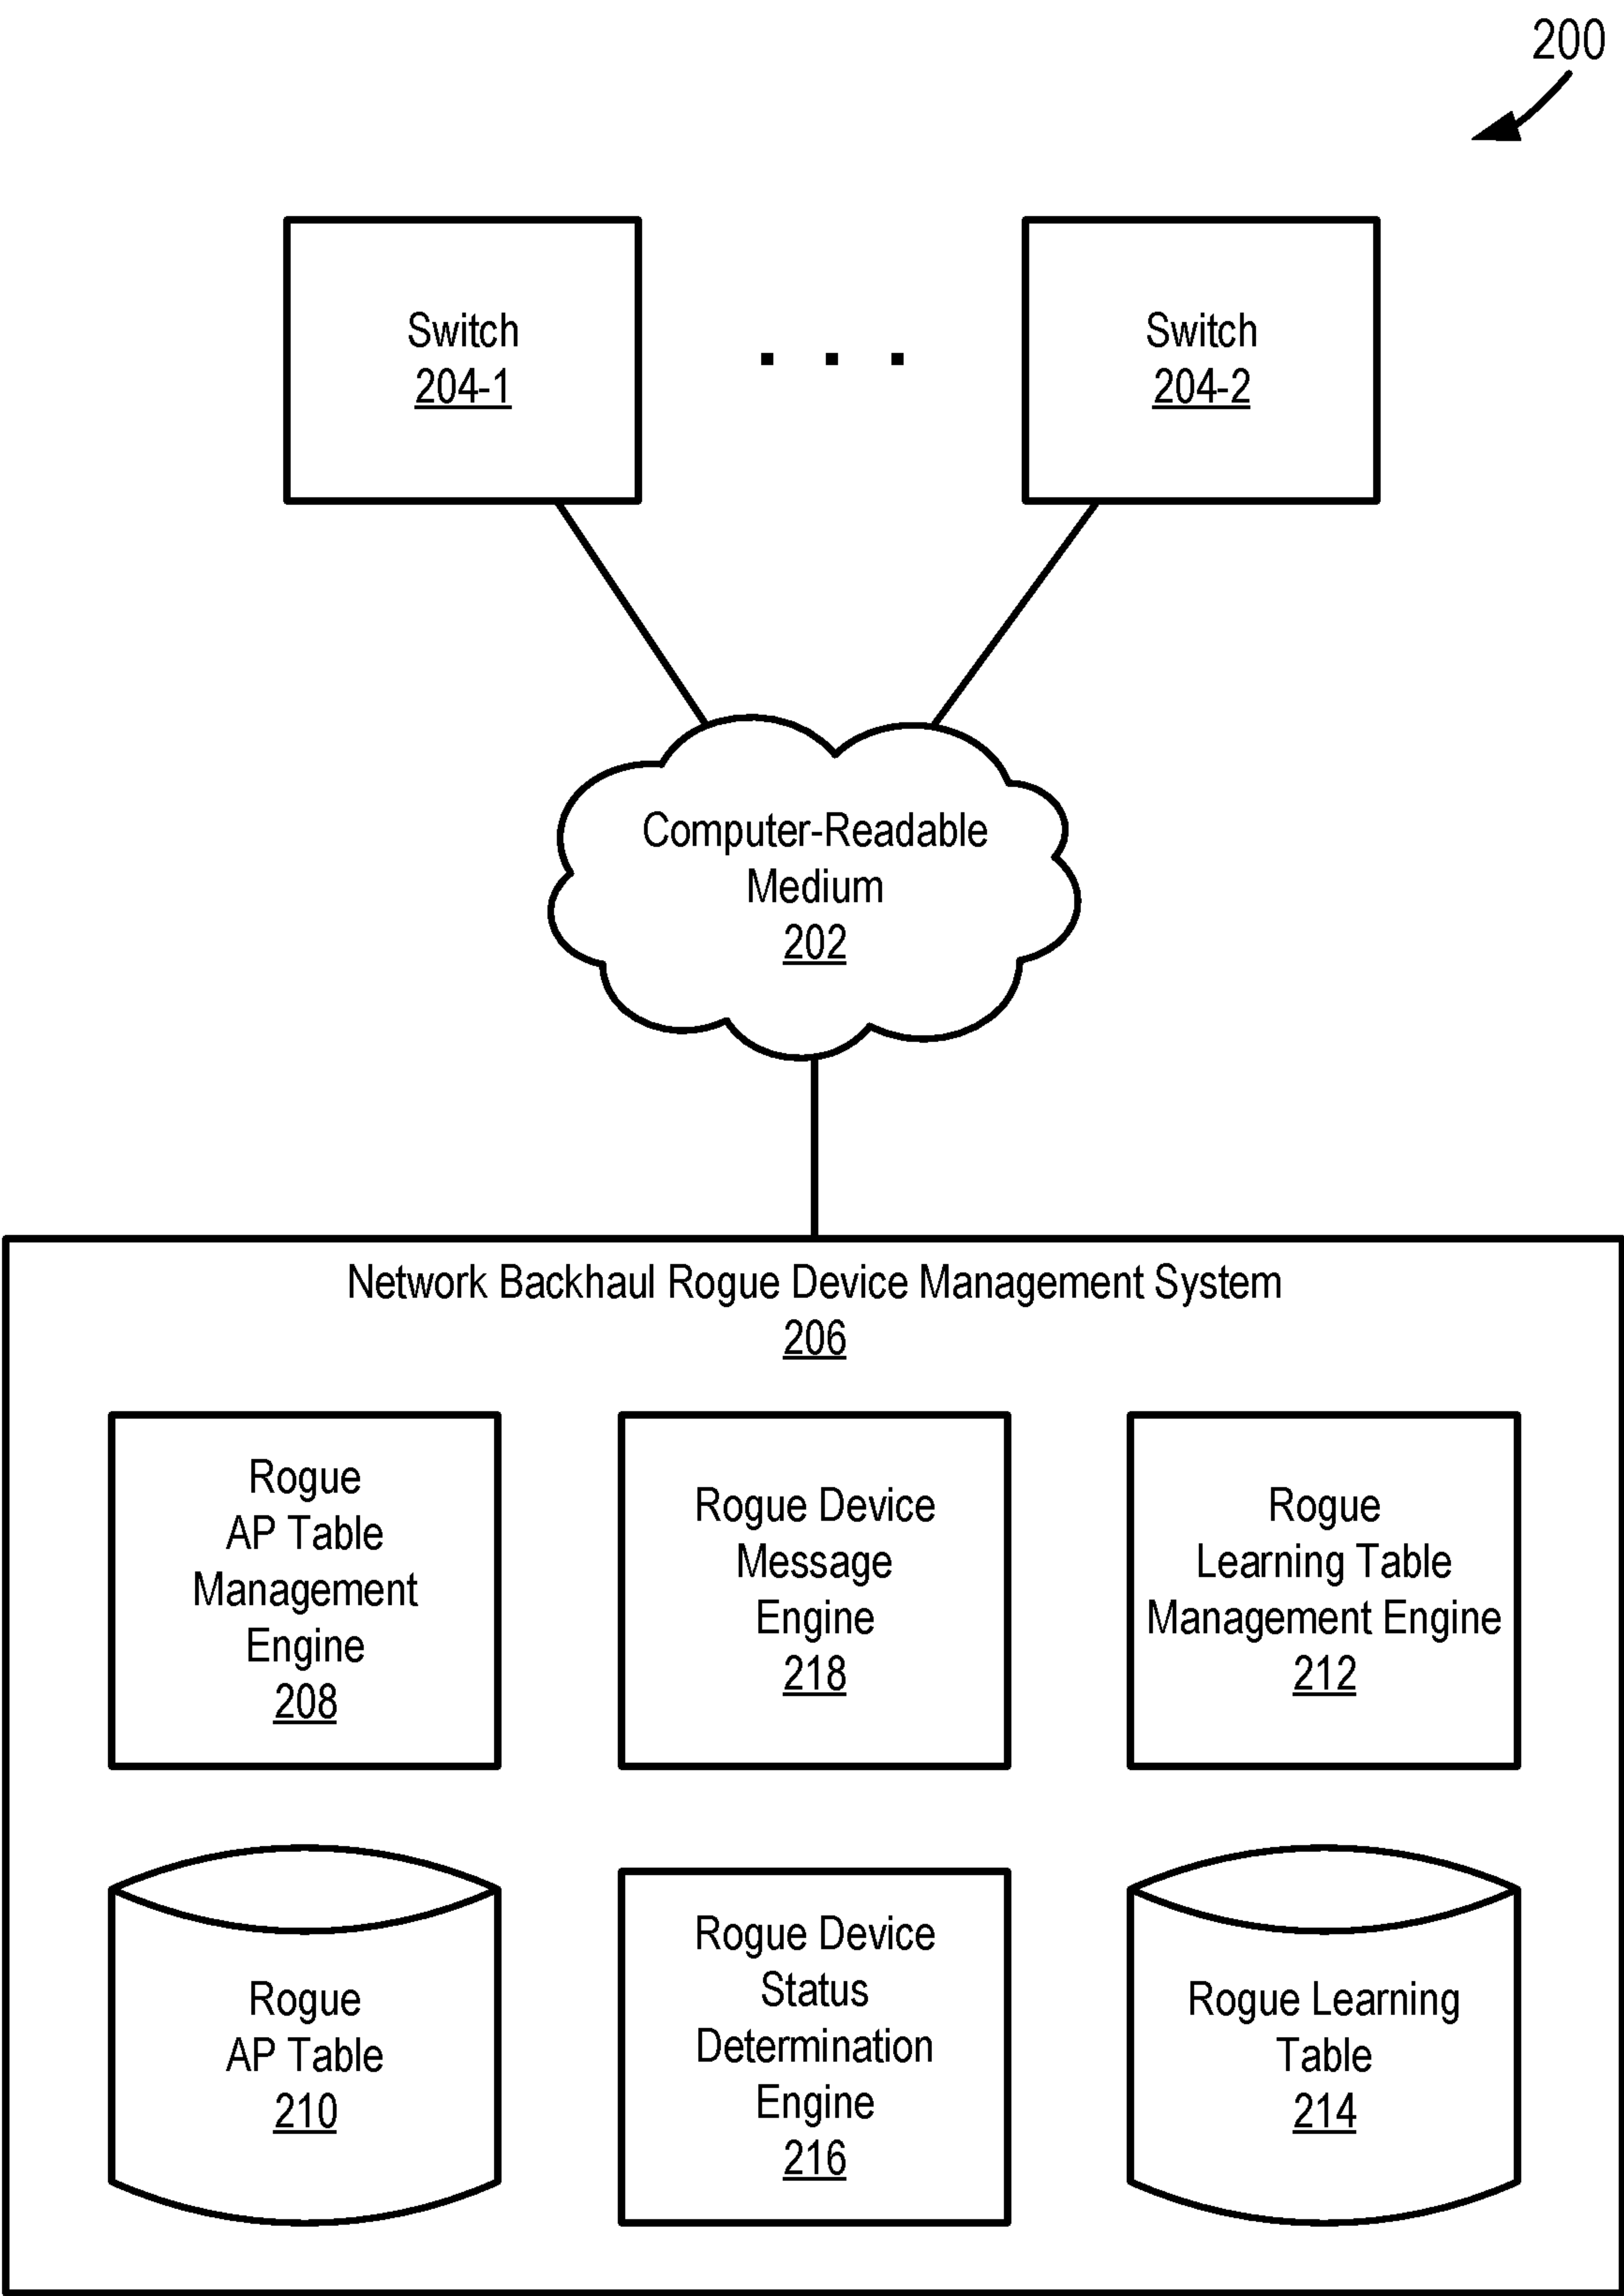 200
Switch
204-1
. . .
Switch
204-2
Computer-Readable
Medium
202
Network Backhaul Rogue Device Management System
206
Rogue
AP Table
Management
Engine
208
Rogue Device
Message
Engine
218
Rogue
Learning Table
Management Engine
212
Rogue
AP Table
210
Rogue Device
Status
Determination
Engine
216
Rogue Learning
Table
214